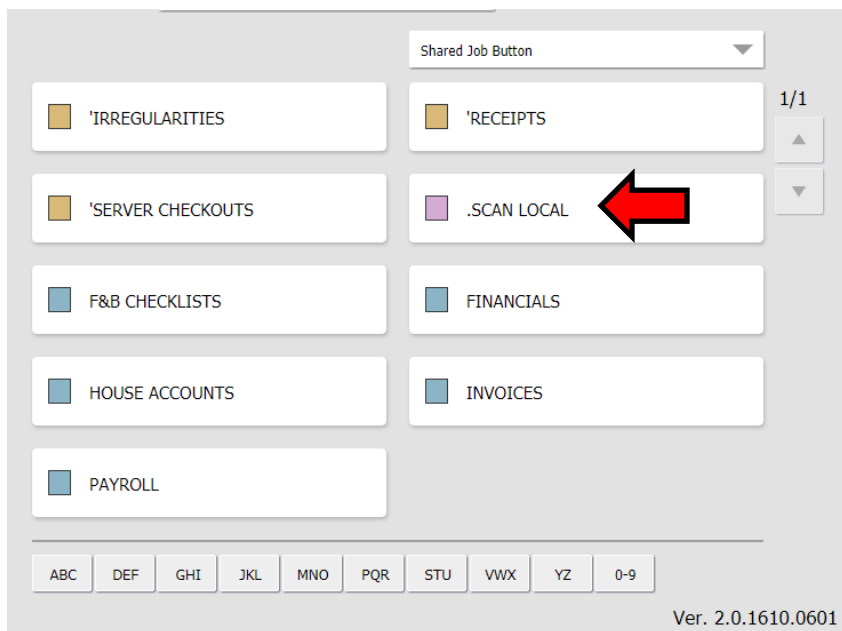 Shared Job Button
'IRREGULARITIES
'RECEIPTS
1/1
'SERVER CHECKOUTS
.SCAN LOCAL
F&B CHECKLISTS
FINANCIALS
HOUSE ACCOUNTS
INVOICES
PAYROLL
ABC DEF GHI JKL MNO PQR STU VWX YZ 0-9
Ver. 2.0.1610.0601